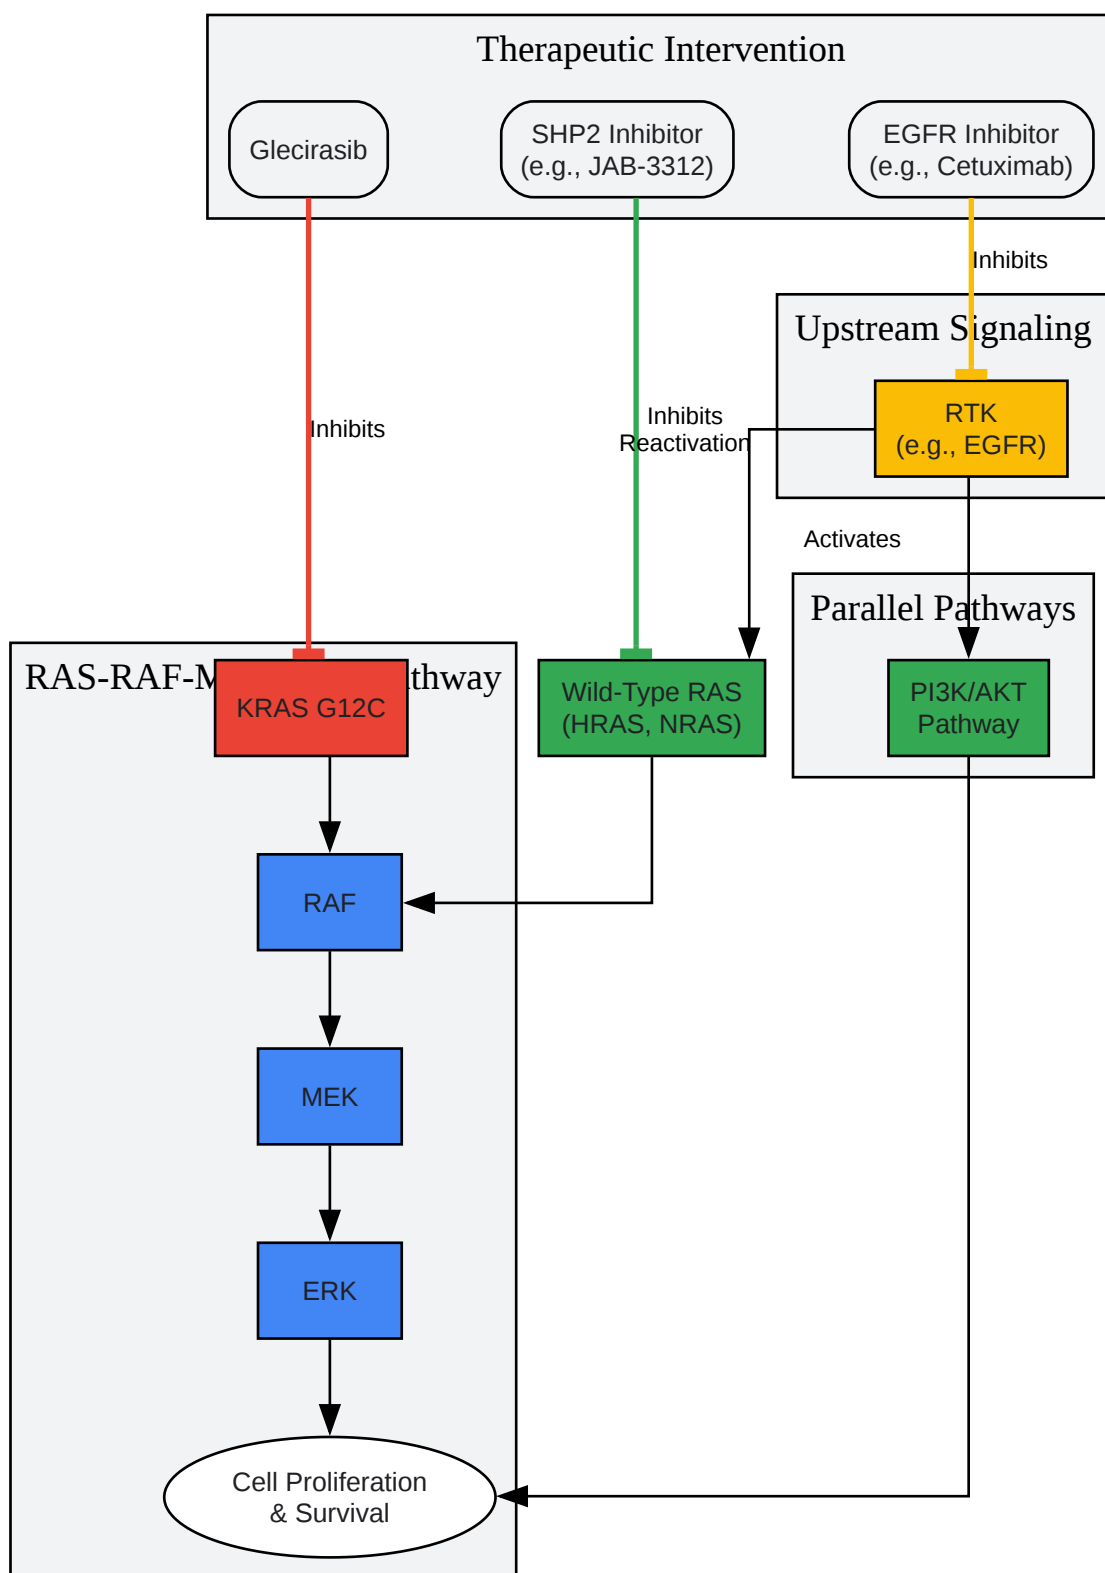 Therapeutic Intervention
Glecirasib
SHP2 Inhibitor
(e.g., JAB-3312)
EGFR Inhibitor
(e.g., Cetuximab)
Inhibits
Upstream Signaling
RTK
(e.g., EGFR)
Inhibits
Inhibits
Reactivation
Activates
Parallel Pathways
RAS-RAF-M
thway
KRAS G12C
Wild-Type RAS
(HRAS, NRAS)
PI3K/AKT
Pathway
RAF
MEK
ERK
Cell Proliferation
& Survival